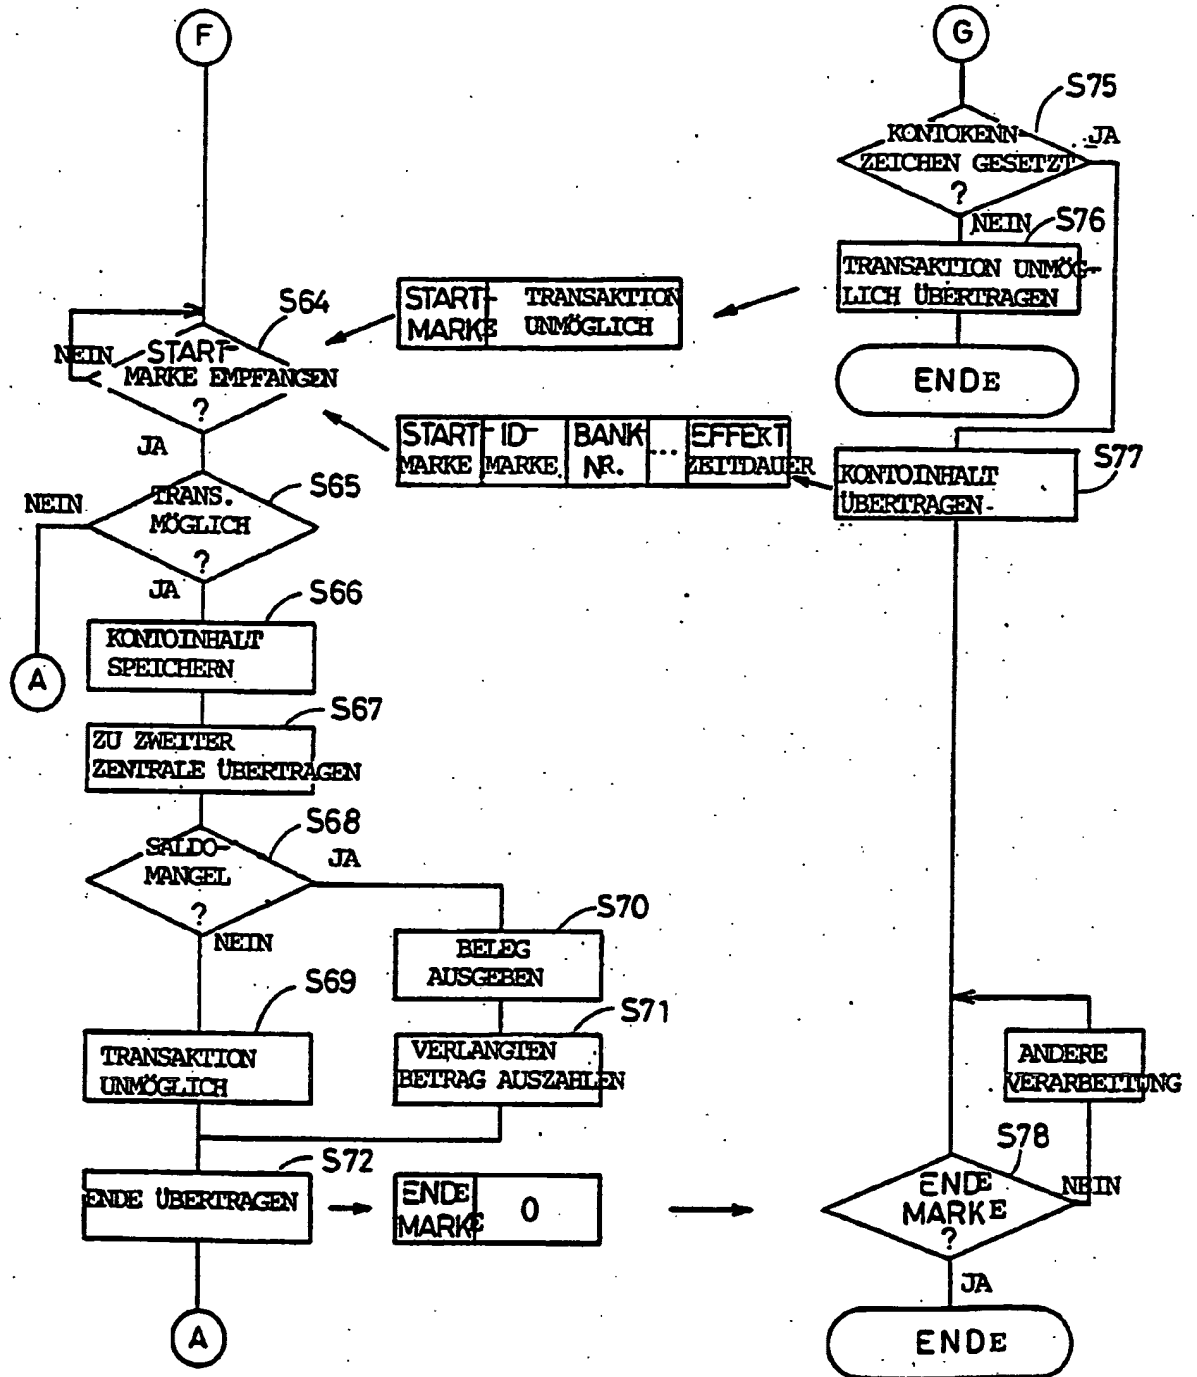 F
G
S75
KONTOKENN
JA
ZEICHEN GESETZT
?
NEIN
S76
TRANSAKTION UNMÖG-
LICH ÜBERTRAGEN
ENDE
S64
START-
MARKE
TRANSAKTION
UNMÖGLICH
NEIN
START-
MARKE EMPFANGEN
?
JA
START-
MARKE
ID-
MARKE
BANK
NR.
...
EFFEKT
ZEITDAUER
S77
KONTOINHALT
ÜBERTRAGEN
NEIN
S65
TRANS.
MÖGLICH
?
JA
A
S66
KONTOINHALT
SPEICHERN
S67
ZU ZWEITER
ZENTRALE ÜBERTRAGEN
S68
SALDO-
MANGEL
?
JA
NEIN
S70
BELEG
AUSGEBEN
S69
TRANSAKTION
UNMÖGLICH
S71
VERLANGTEN
BETRAG AUSZAHLEN
ANDERE
VERARBEITUNG
S72
ENDE ÜBERTRAGEN
ENDE
MARKE
0
S78
ENDE
MARKE
?
NEIN
JA
A
ENDE